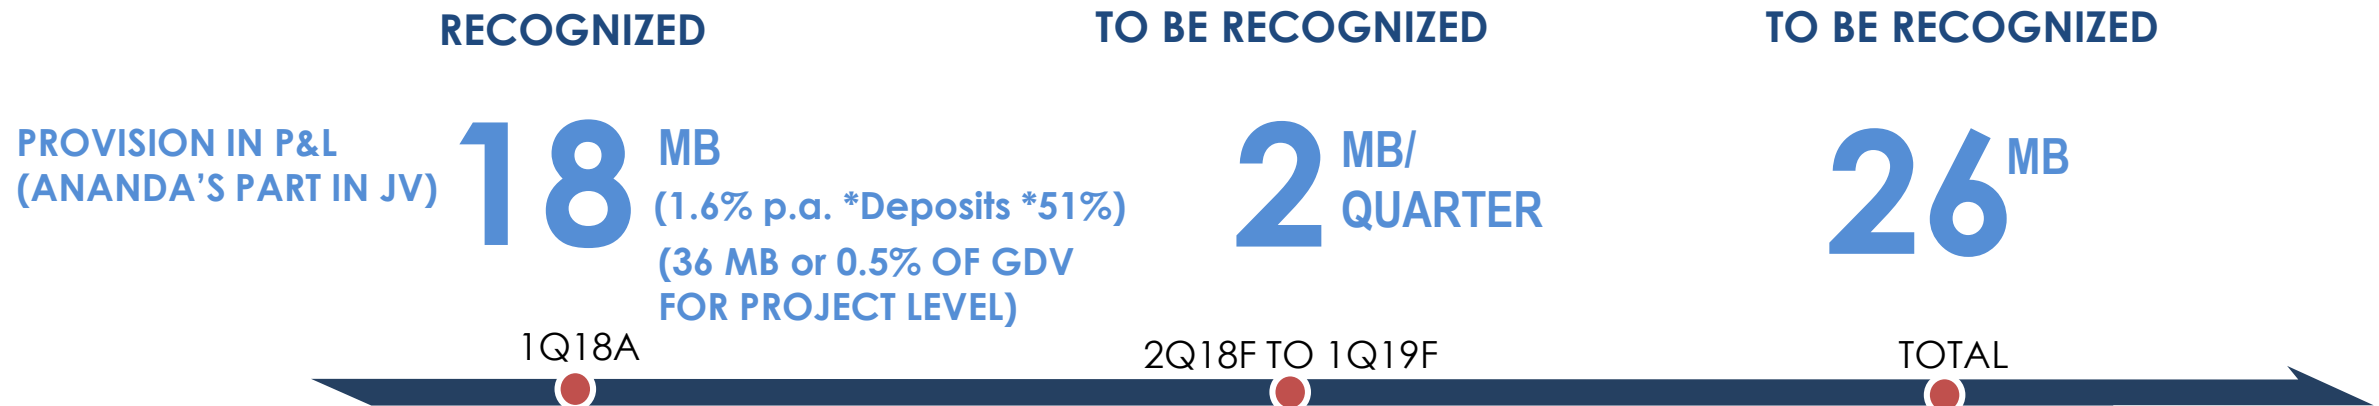 RECOGNIZED
TO BE RECOGNIZED
TO BE RECOGNIZED
PROVISION IN P&L
(ANANDA'S PART IN JV)
18 MB
(1.6% p.a. *Deposits *51%)
(36 MB or 0.5% OF GDV
FOR PROJECT LEVEL)
2 MB/
QUARTER
26 MB
1Q18A
2Q18F TO 1Q19F
TOTAL